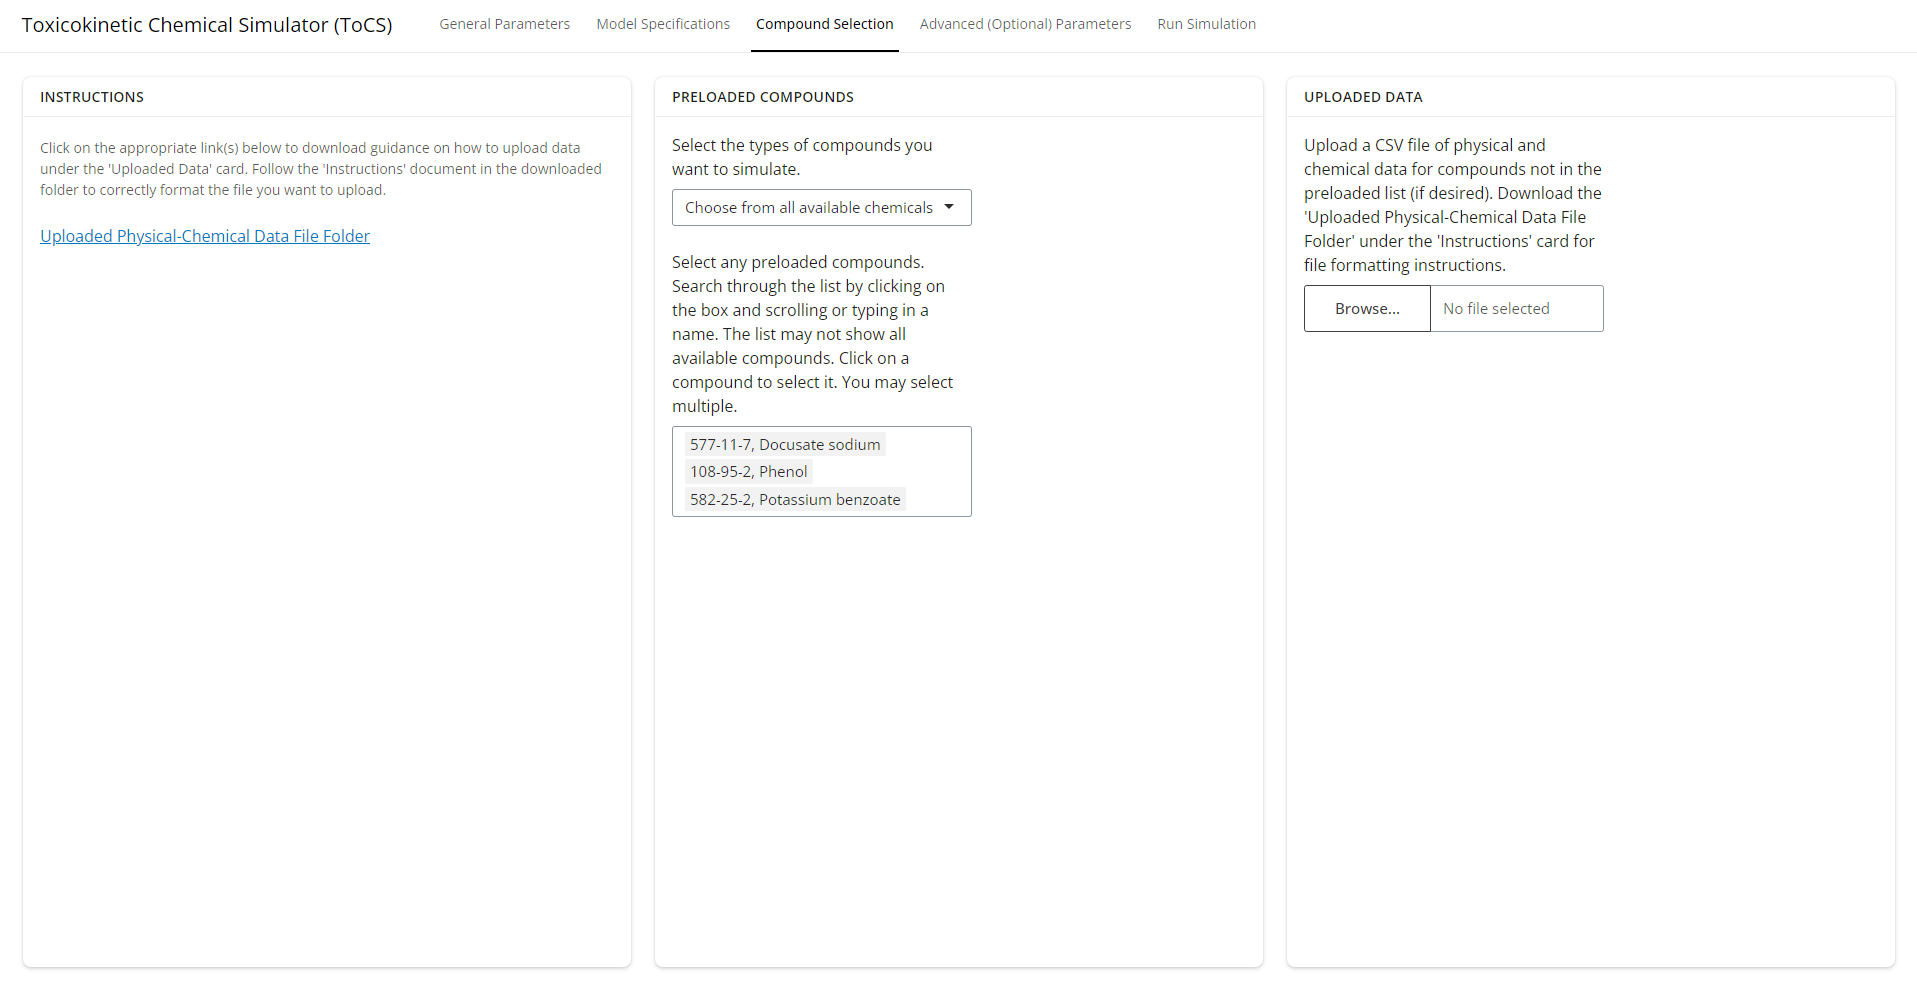 Toxicokinetic Chemical Simulator (ToCS)
General Parameters
Model Specifications
Compound Selection
Advanced (Optional) Parameters
Run Simulation
INSTRUCTIONS
Click on the appropriate link(s) below to download guidance on how to upload data
under the 'Uploaded Data' card. Follow the 'Instructions' document in the downloaded
folder to correctly format the file you want to upload.
Uploaded Physical-Chemical Data File Folder
PRELOADED COMPOUNDS
Select the types of compounds you
want to simulate.
Choose from all available chemicals
Select any preloaded compounds.
Search through the list by clicking on
the box and scrolling or typing in a
name. The list may not show all
available compounds. Click on a
compound to select it. You may select
multiple.
577-11-7, Docusate sodium
108-95-2, Phenol
582-25-2, Potassium benzoate
UPLOADED DATA
Upload a CSV file of physical and
chemical data for compounds not in the
preloaded list (if desired). Download the
'Uploaded Physical-Chemical Data File
Folder' under the 'Instructions' card for
file formatting instructions.
Browse...
No file selected